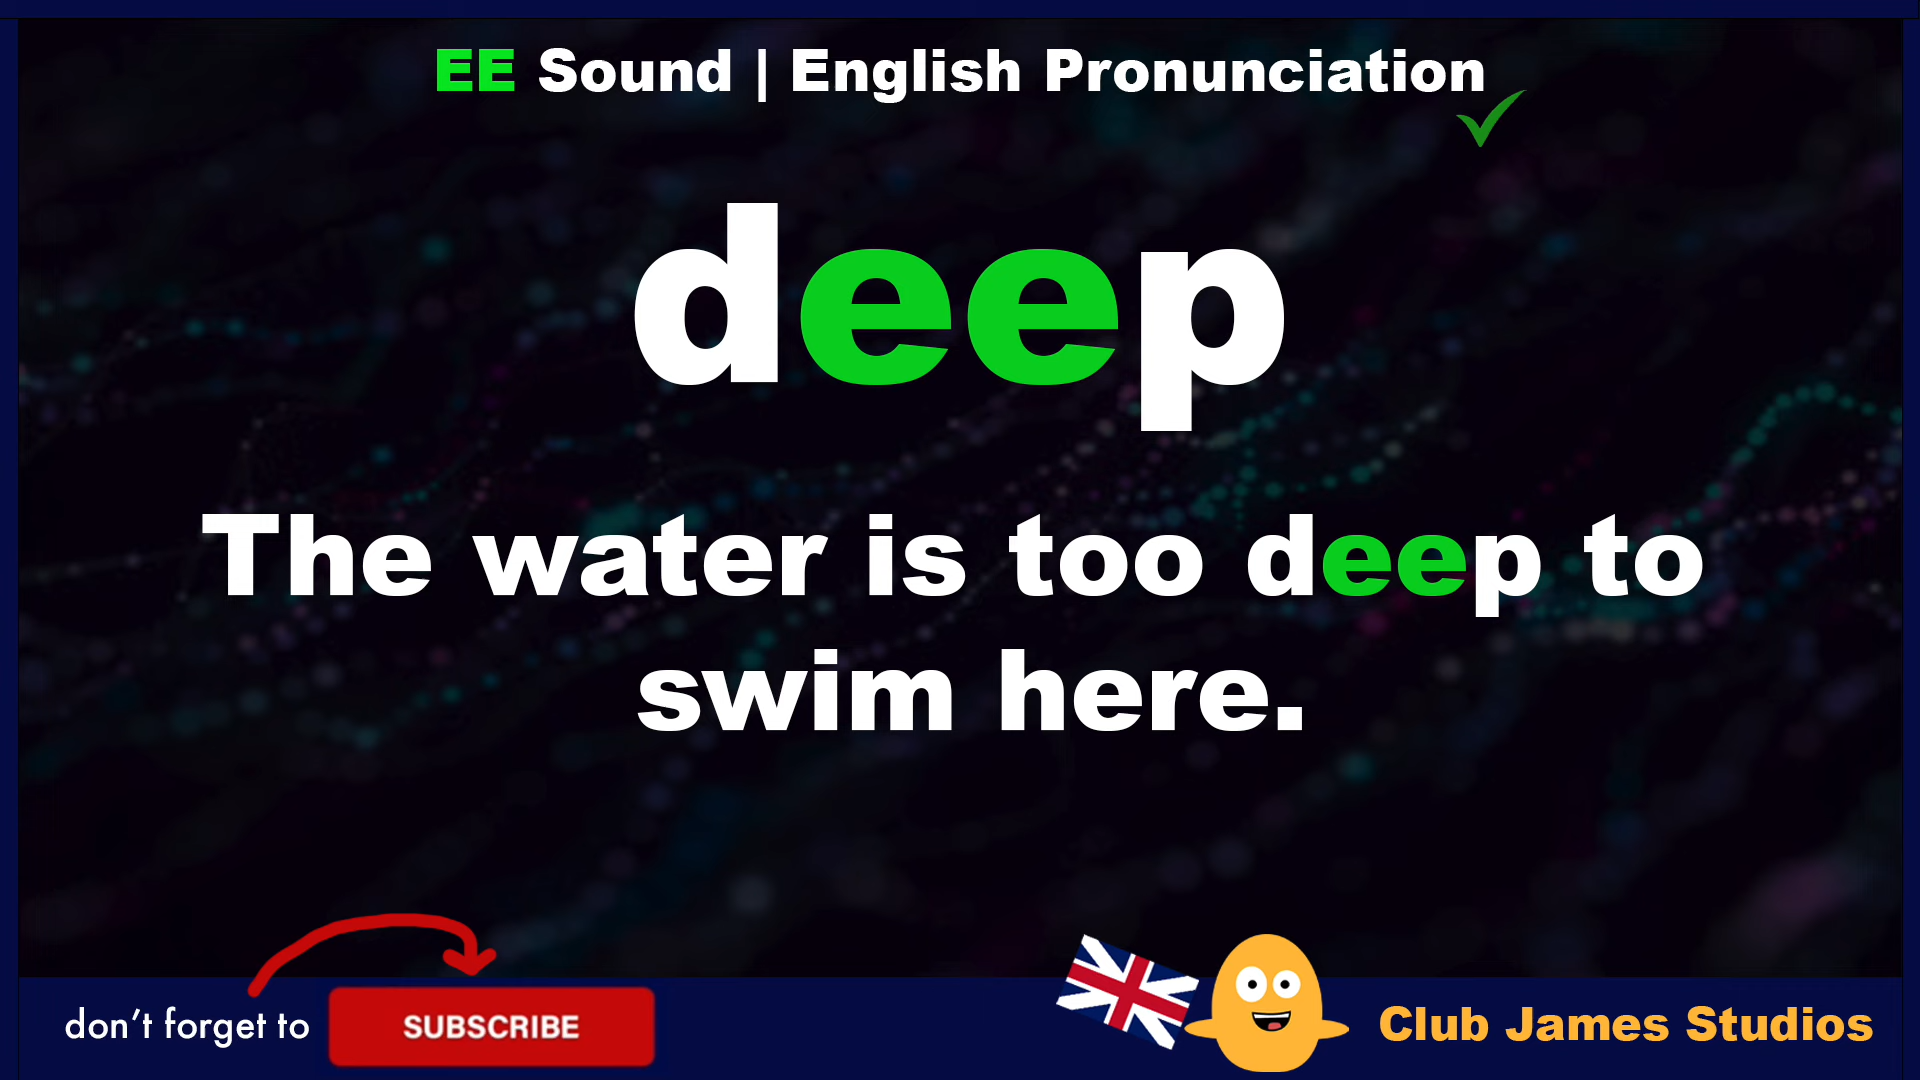 EE Sound | English Pronunciation
deep
The water is too deep to
swim here.
don't forget to
SUBSCRIBE
Club James Studios